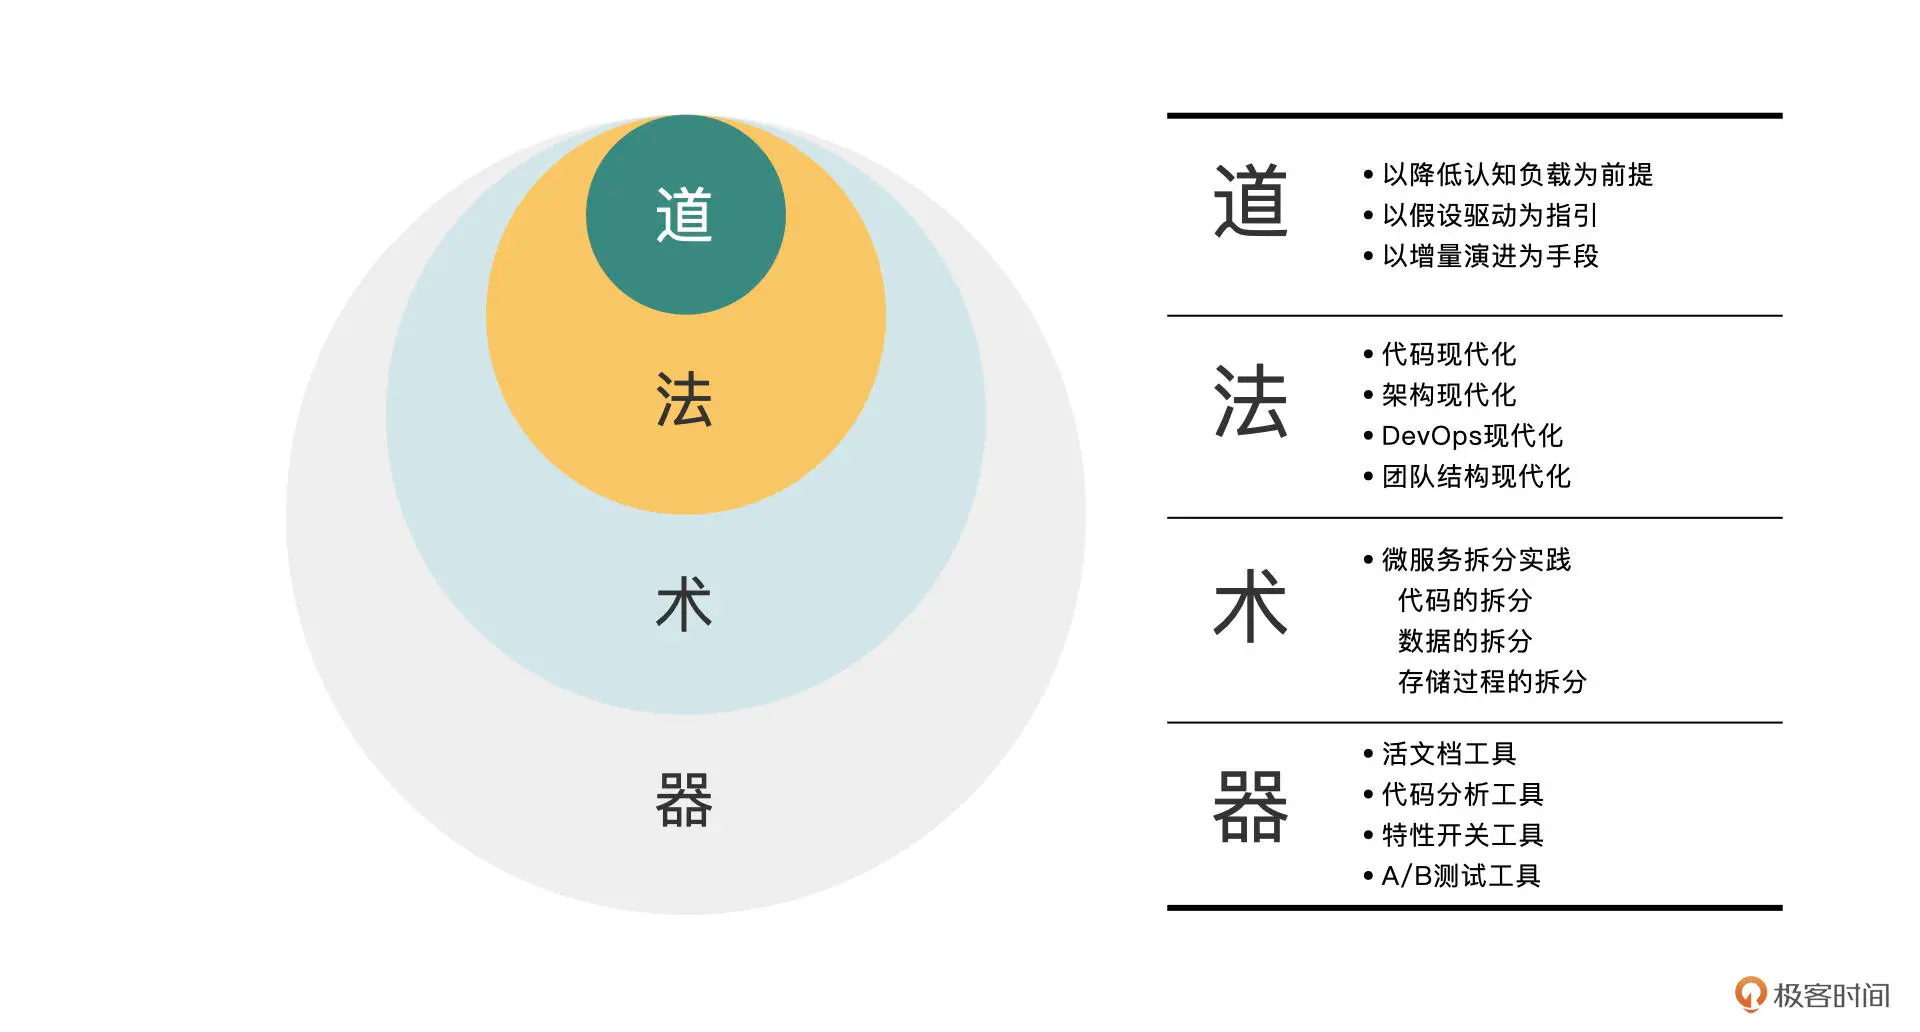 道
法
术
器
道
• 以降低认知负载为前提
• 以假设驱动为指引
• 以增量演进为手段
法
• 代码现代化
• 架构现代化
• DevOps现代化
• 团队结构现代化
术
• 微服务拆分实践
代码的拆分
数据的拆分
存储过程的拆分
器
• 活文档工具
• 代码分析工具
• 特性开关工具
• A/B测试工具
极客时间